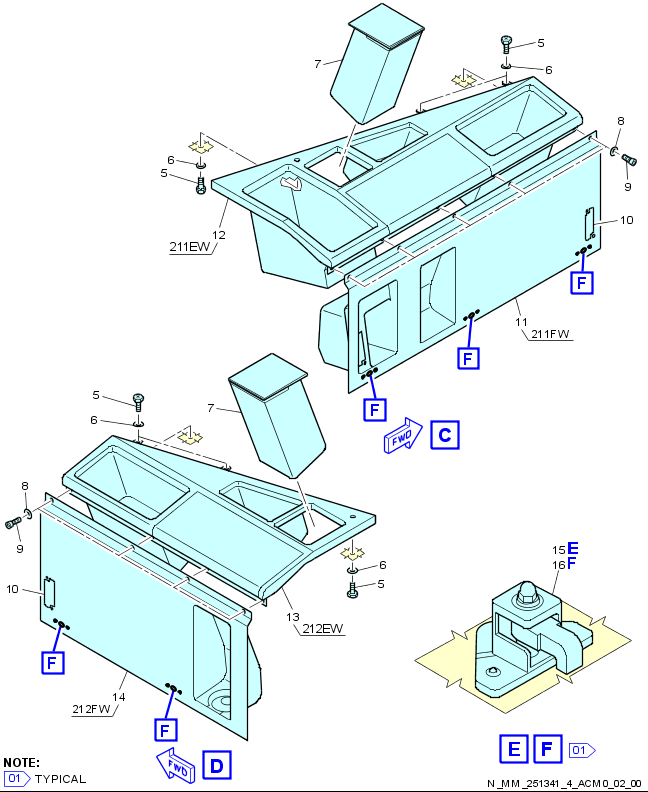 5
7
6
8
6
5
9
10
12
211EW
F
11
211FW
F
F
FWD
C
5
7
6
8
9
15 E
16 F
6
10
5
13
212EW
F
14
212FW
F
FWD
D
E F 01
NOTE:
01 TYPICAL
N_MM_251341_4_ACM0_02_00